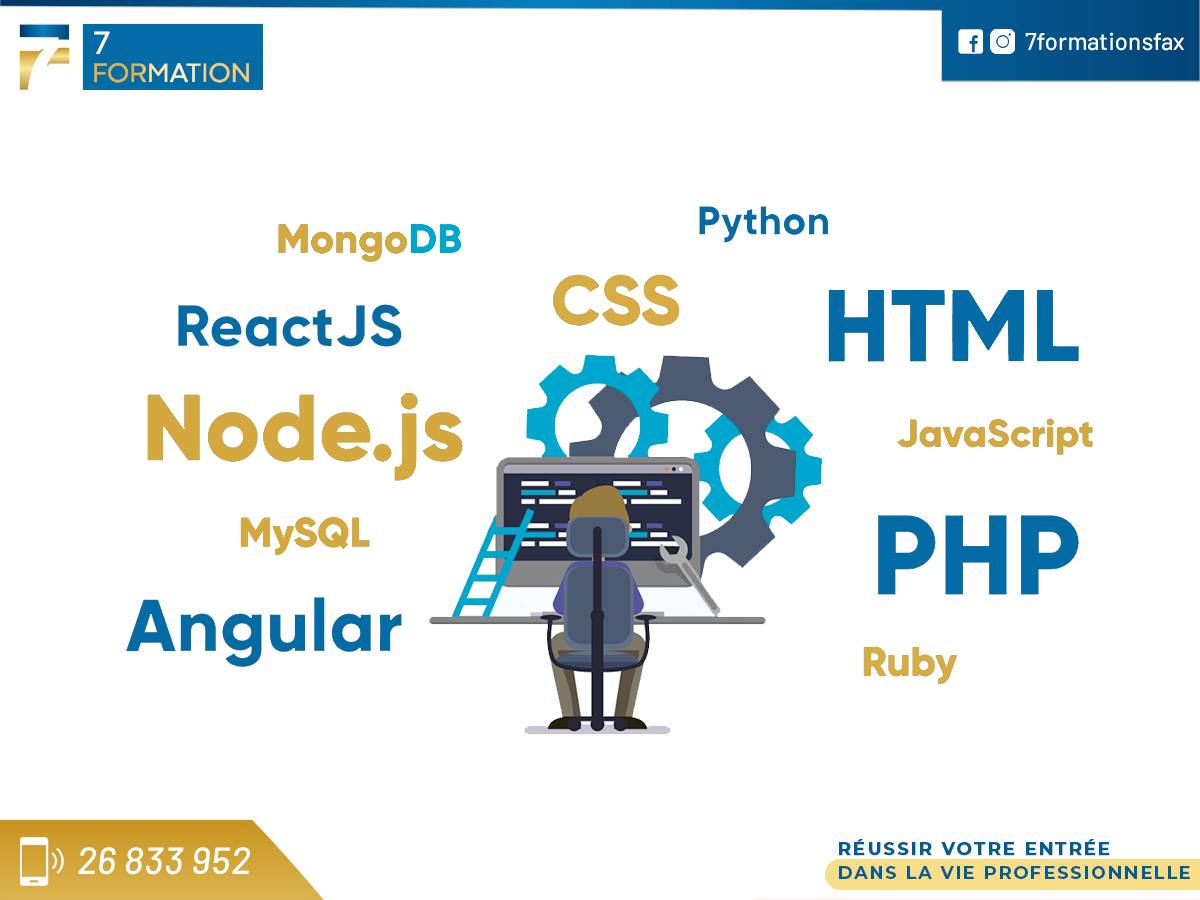 7
FORMATION
7formationsfax
Python
MongoDB
CSS
HTML
ReactJS
Node.js
JavaScript
MySQL
PHP
Angular
Ruby
26 833 952
RÉUSSIR VOTRE ENTRÉE
DANS LA VIE PROFESSIONNELLE